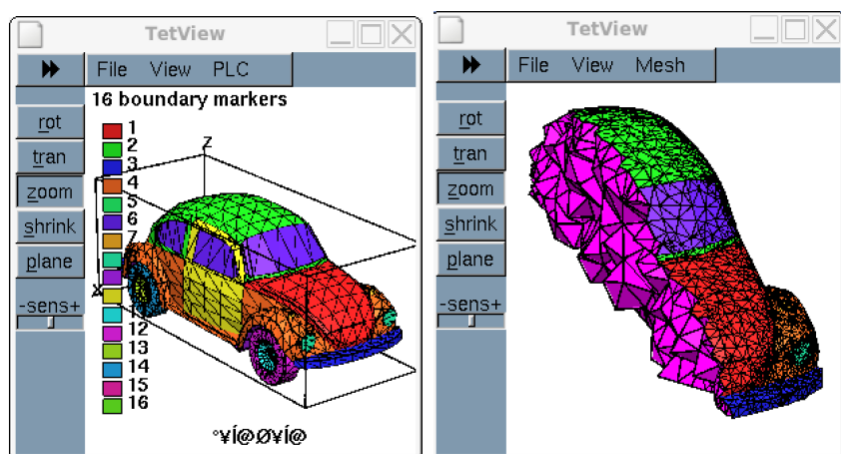 TetView
File View PLC
16 boundary markers
rot
tran
zoom
shrink
plane
-sens+
1
2
3
4
5
6
7
12
13
14
15
16
Z
X
°¥Í@Ø¥Í@
TetView
File View Mesh
rot
tran
zoom
shrink
plane
-sens+